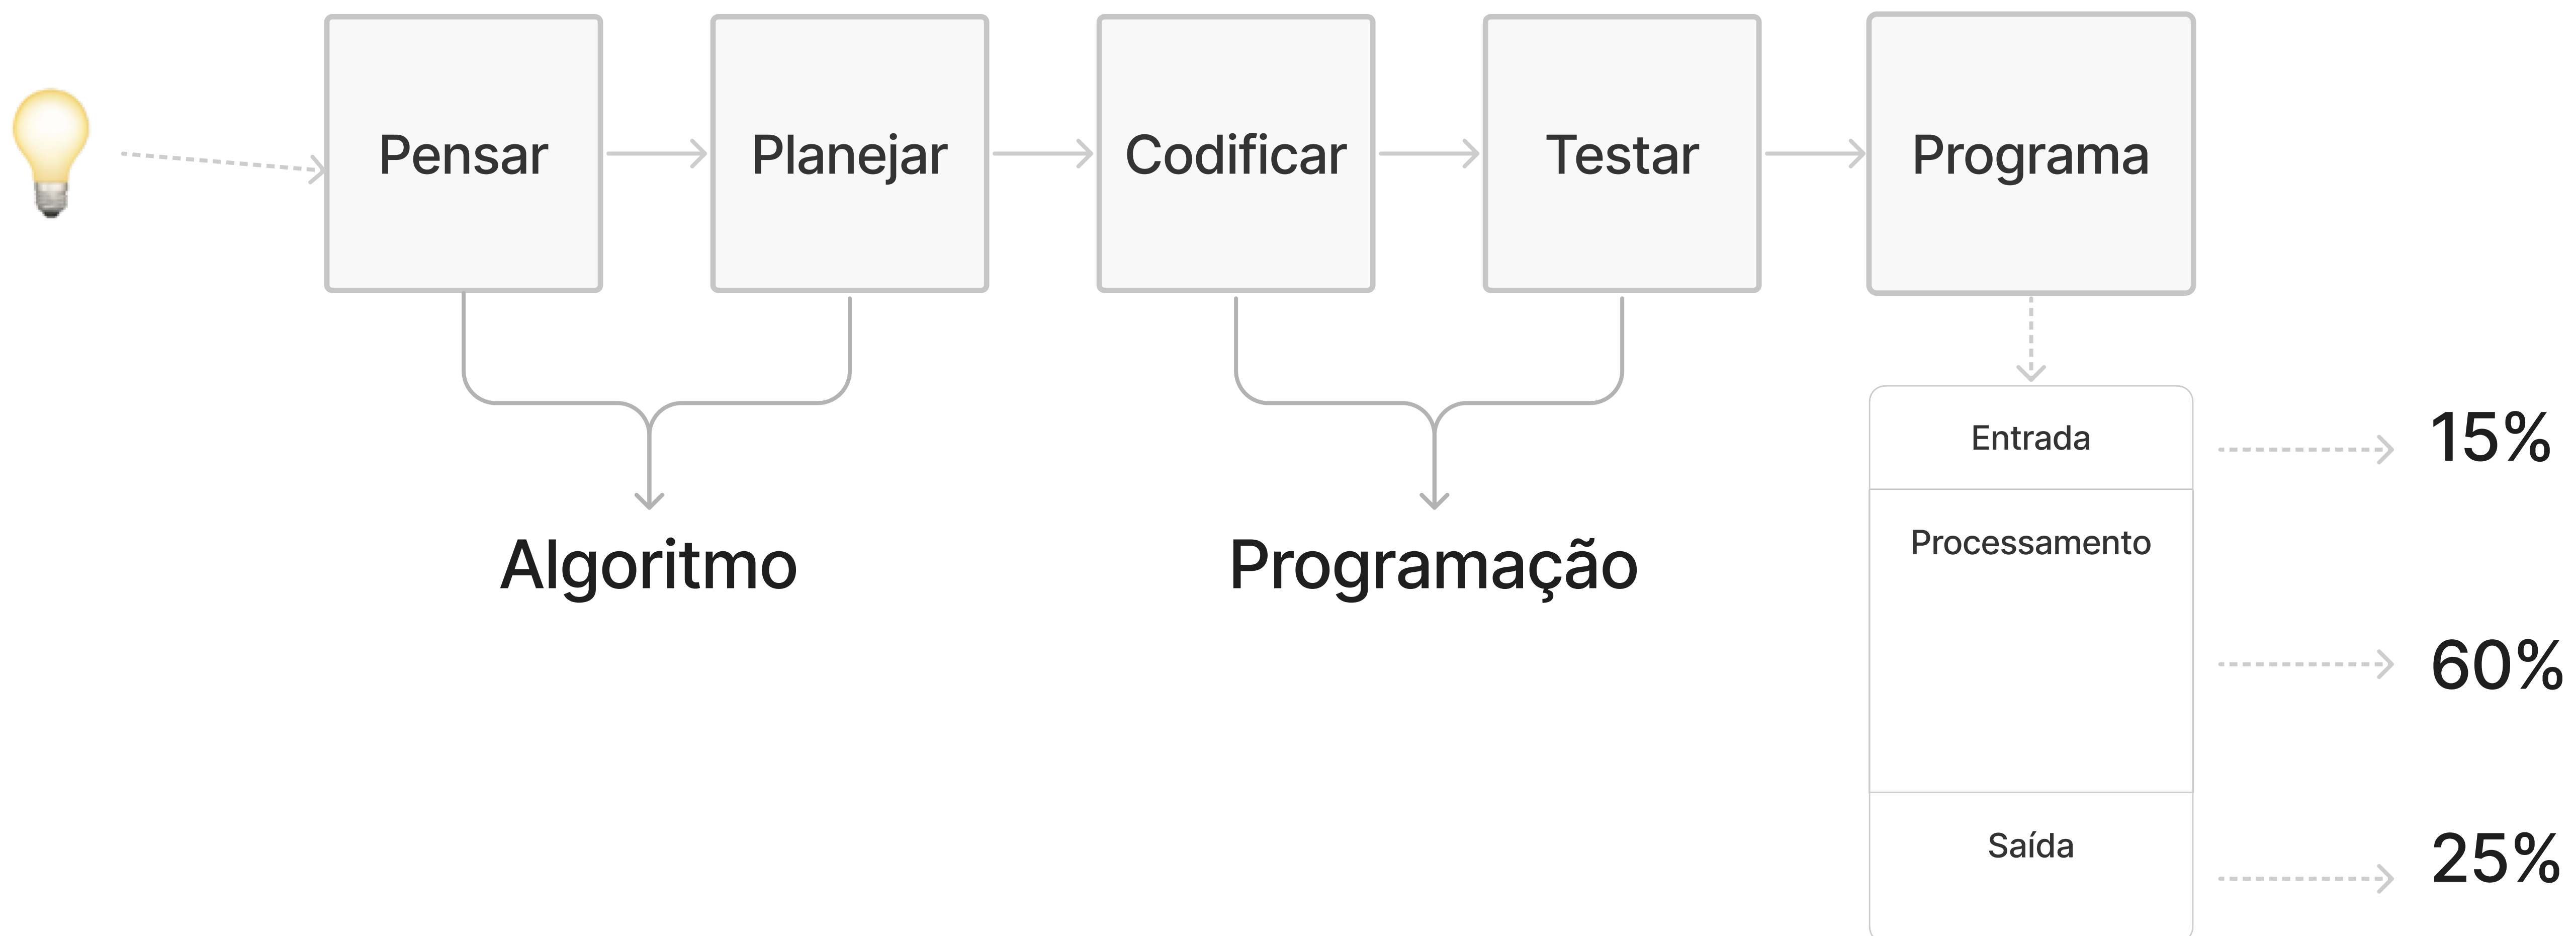 Pensar
Planejar
Codificar
Testar
Programa
Algoritmo
Programação
Entrada
15%
Processamento
60%
Saída
25%